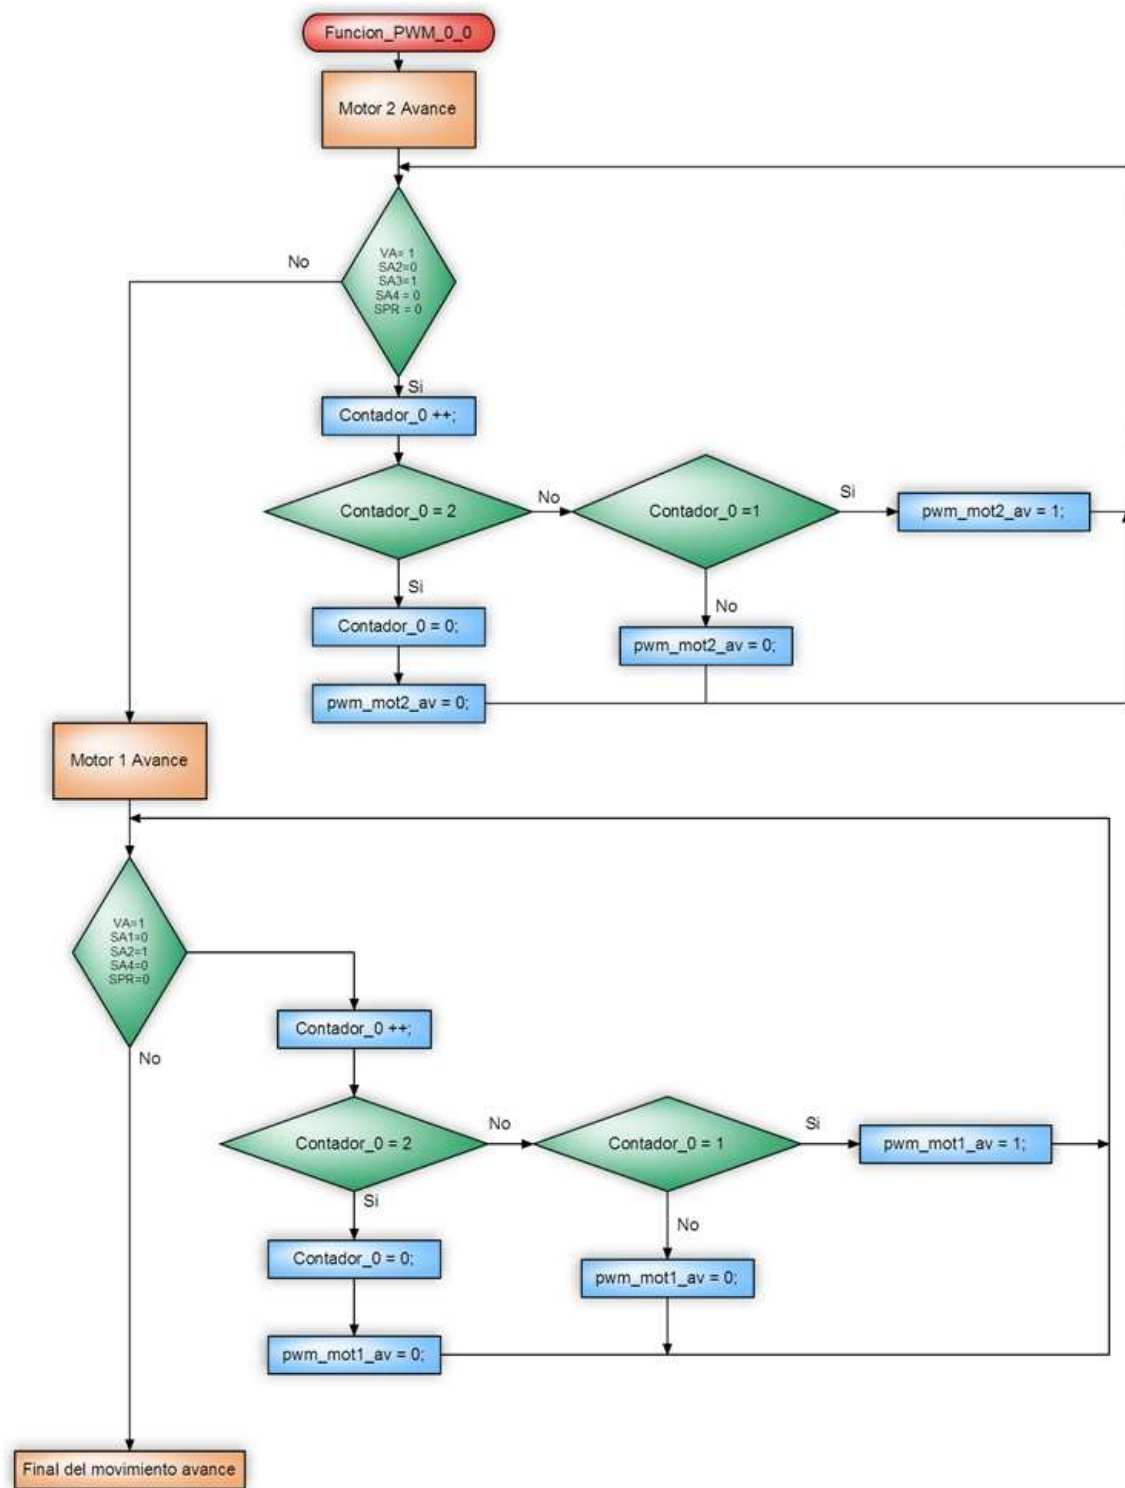 Funcion_PWM_0_0
Motor 2 Avance
VA= 1
SA2=0
SA3=1
SA4 = 0
SPR = 0
No
Si
Contador_0 ++;
Contador_0 = 2
No
Contador_0 =1
Si
pwm_mot2_av = 1;
Si
No
Contador_0 = 0;
pwm_mot2_av = 0;
pwm_mot2_av = 0;
Motor 1 Avance
VA=1
SA1=0
SA2=1
SA4=0
SPR=0
No
Contador_0 ++;
Contador_0 = 2
No
Contador_0 = 1
Si
pwm_mot1_av = 1;
Si
No
Contador_0 = 0;
pwm_mot1_av = 0;
pwm_mot1_av = 0;
Final del movimiento avance